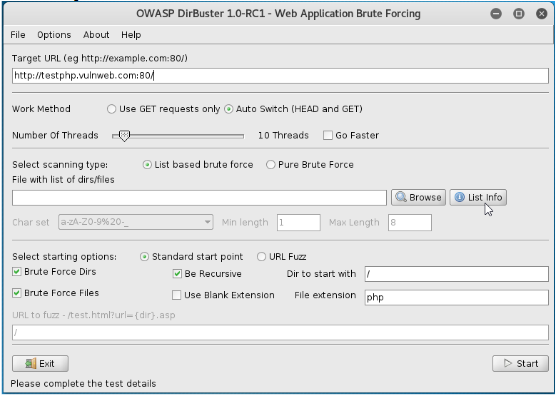 OWASP DirBuster 1.0-RC1 - Web Application Brute Forcing
File Options About Help
Target URL (eg http://example.com:80/)
http://testphp.vulnweb.com:80/
Work Method Use GET requests only Auto Switch (HEAD and GET)
Number Of Threads 10 Threads Go Faster
Select scanning type: List based brute force Pure Brute Force
File with list of dirs/files
Browse List Info
Char set a-zA-Z0-9%20-_ Min length 1 Max Length 8
Select starting options: Standard start point URL Fuzz
Brute Force Dirs Be Recursive Dir to start with /
Brute Force Files Use Blank Extension File extension php
URL to fuzz - /test.html?url={dir}.asp
/
Exit Start
Please complete the test details